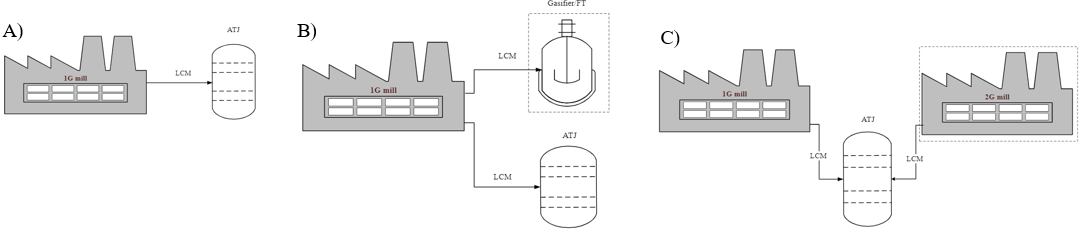 A)
ATJ
1G mill
LCM
B)
Gasifier/FT
LCM
1G mill
ATJ
LCM
C)
1G mill
2G mill
ATJ
LCM
LCM